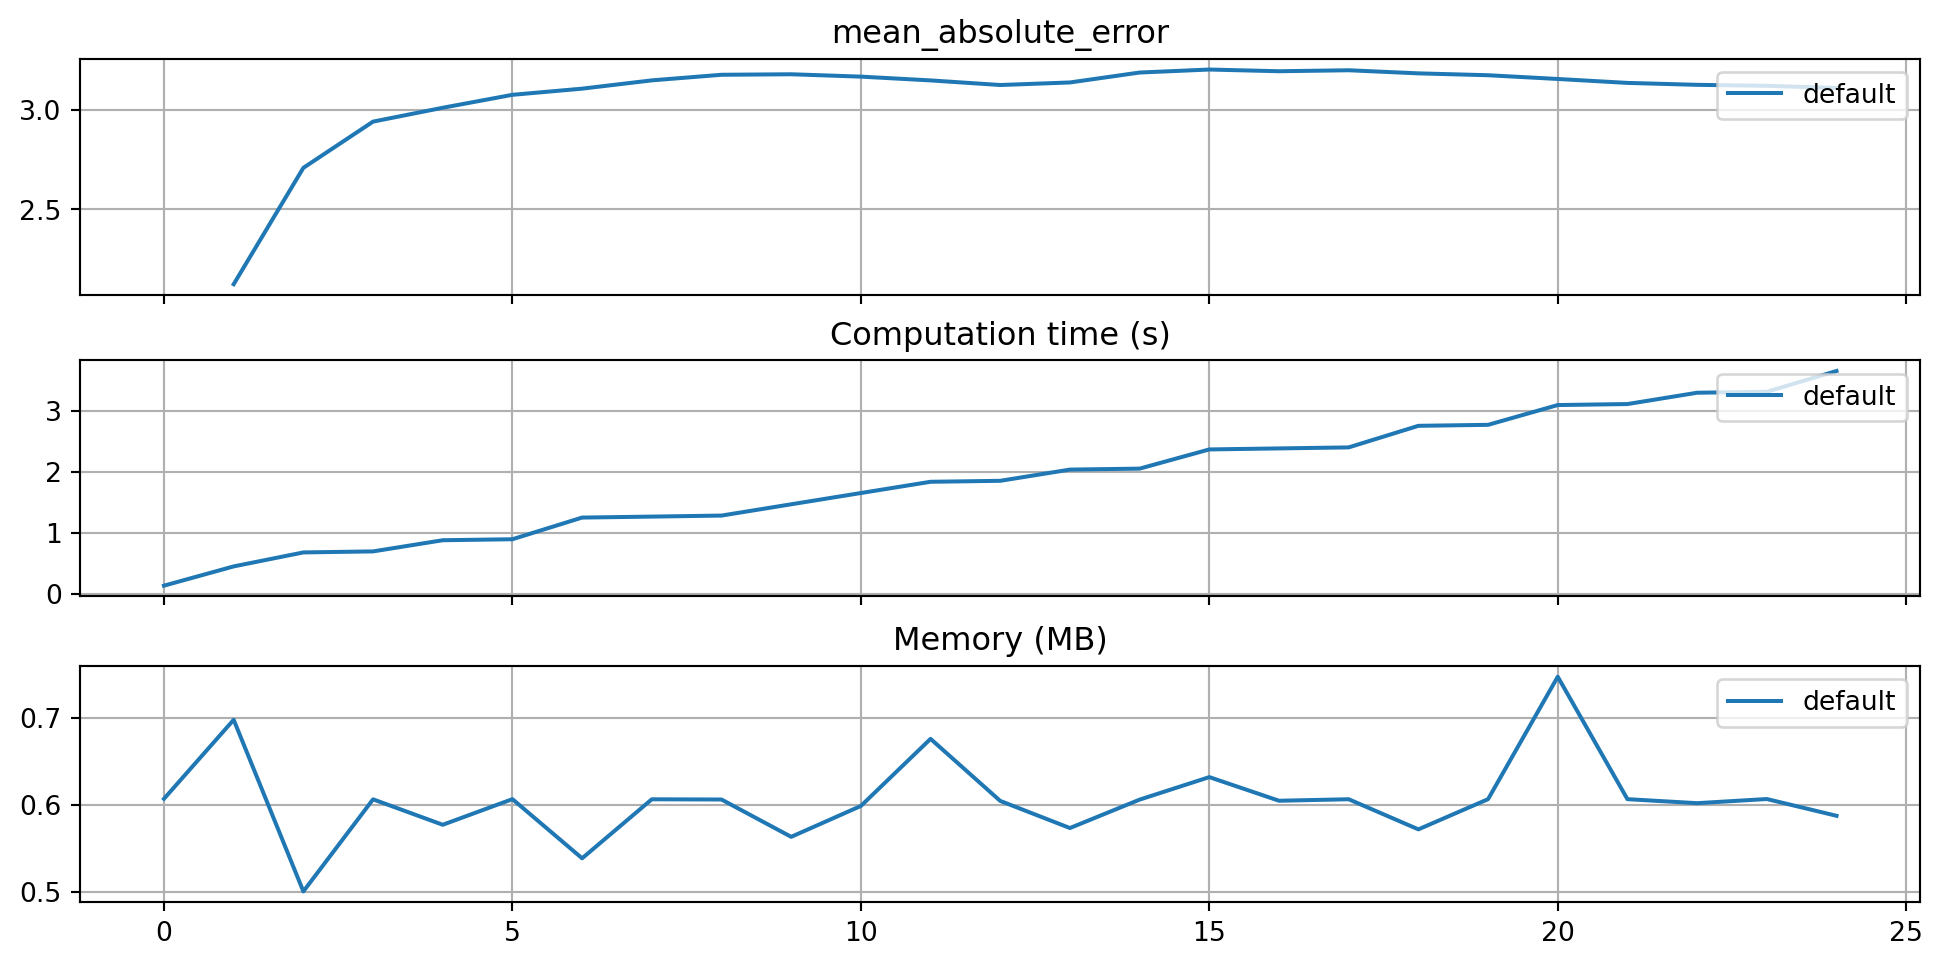 mean_absolute_error
3.0
2.5
default
Computation time (s)
3
2
1
0
default
Memory (MB)
0.7
0.6
0.5
default
0 5 10 15 20 25